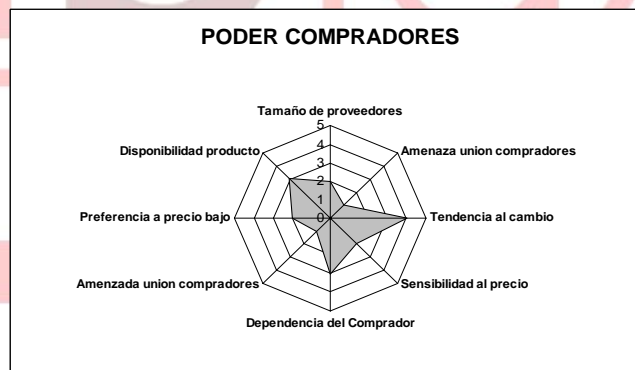 PODER COMPRADORES
Tamaño de proveedores
5
4
3
2
1
0
Disponibilidad producto
Amenaza union compradores
Preferencia a precio bajo
Tendencia al cambio
Amenzada union compradores
Sensibilidad al precio
Dependencia del Comprador